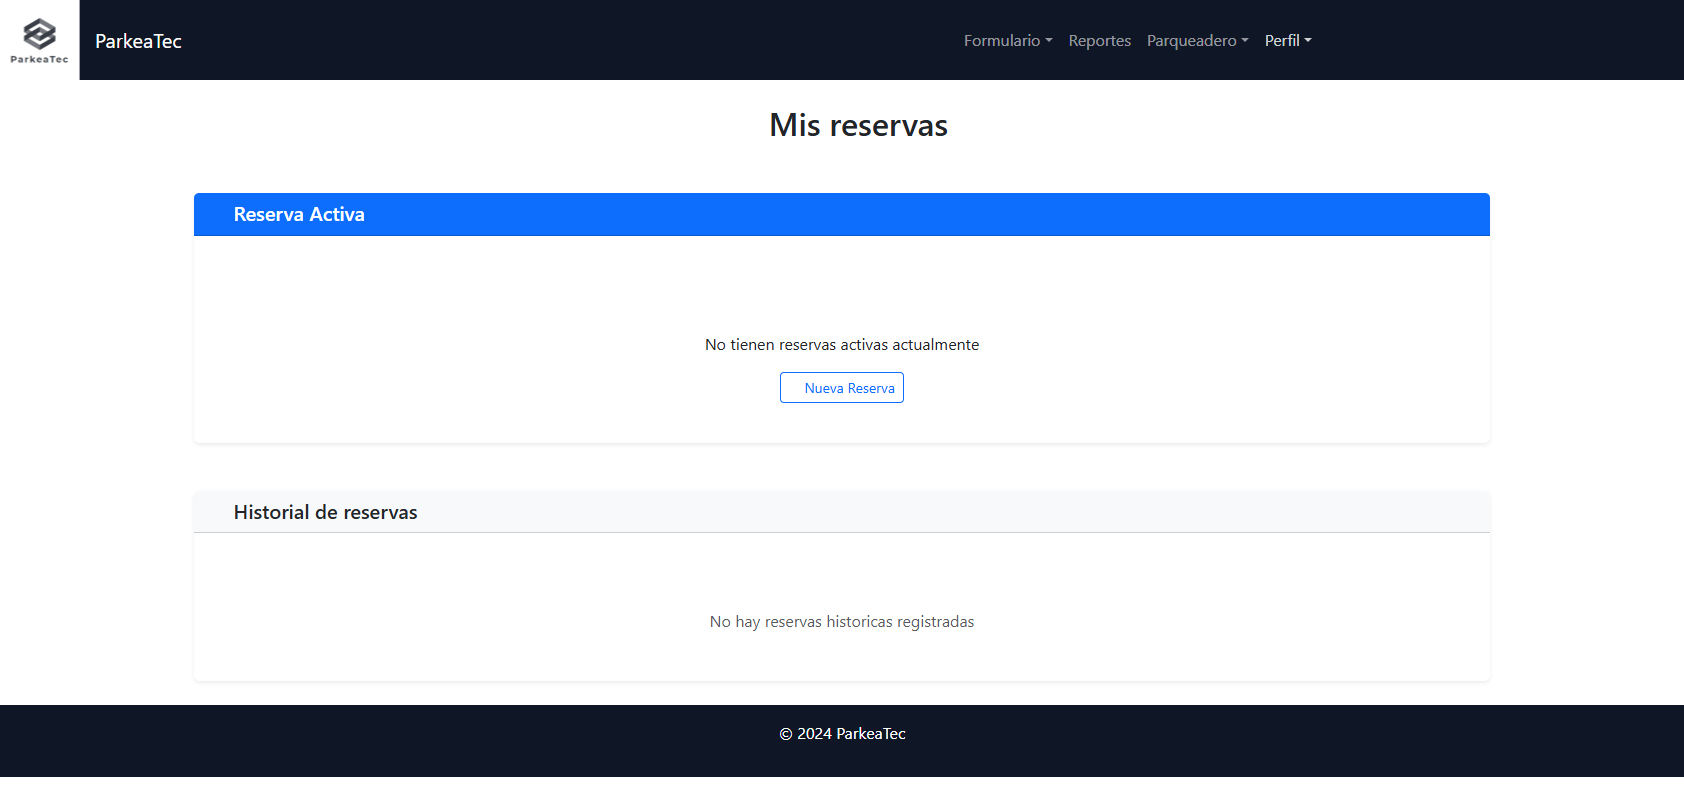 ParkeaTec
ParkeaTec
Formulario
Reportes
Parqueadero
Perfil
Mis reservas
Reserva Activa
No tienen reservas activas actualmente
Nueva Reserva
Historial de reservas
No hay reservas historicas registradas
© 2024 ParkeaTec